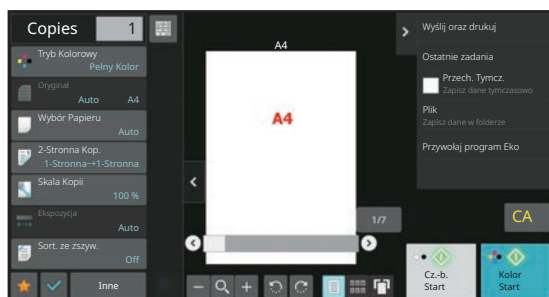 Copies 1
Tryb Kolorowy
Pełny Kolor
Oryginał
Auto A4
Wybór Papieru
Auto
2-Stronna Kop.
1-Stronna→1-Stronna
Skala Kopii
100 %
Ekspozycja
Auto
Sort. ze zszyw.
Off
Inne
A4
A4
1/7
Wyślij oraz drukuj
Ostatnie zadania
Przech. Tymcz.
Zapisz dane tymczasowo
Plik
Zapisz dane w folderze
Przywołaj program Eko
CA
Cz.-b.
Start
Kolor
Start